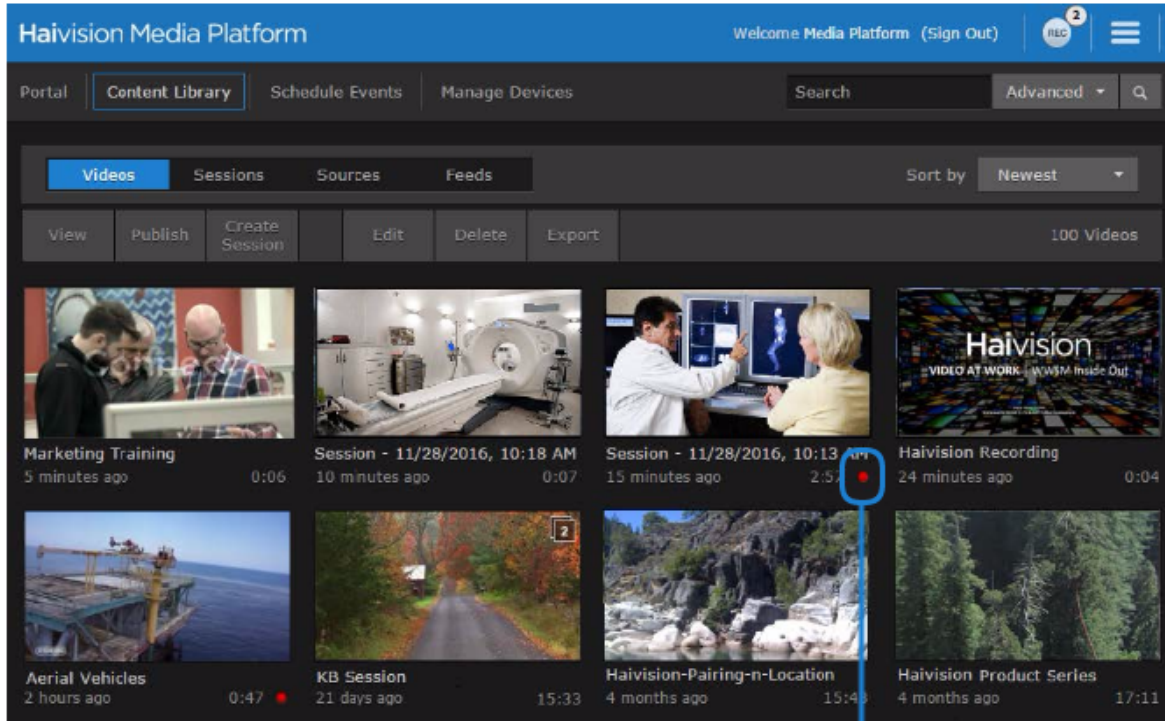 Haivision Media Platform
Welcome Media Platform (Sign Out)
REC
2
Portal
Content Library
Schedule Events
Manage Devices
Search
Advanced
Videos
Sessions
Sources
Feeds
Sort by
Newest
View
Publish
Create
Session
Edit
Delete
Export
100 Videos
Haivision
VIDEO AT WORK WWSM Inside Out
Marketing Training
5 minutes ago 0:06
Session - 11/28/2016, 10:18 AM
10 minutes ago 0:07
Session - 11/28/2016, 10:13 AM
15 minutes ago 2:57
Haivision Recording
24 minutes ago 0:04
2
Aerial Vehicles
2 hours ago 0:47
KB Session
21 days ago 15:33
Haivision-Pairing-n-Location
4 months ago 15:43
Haivision Product Series
4 months ago 17:11